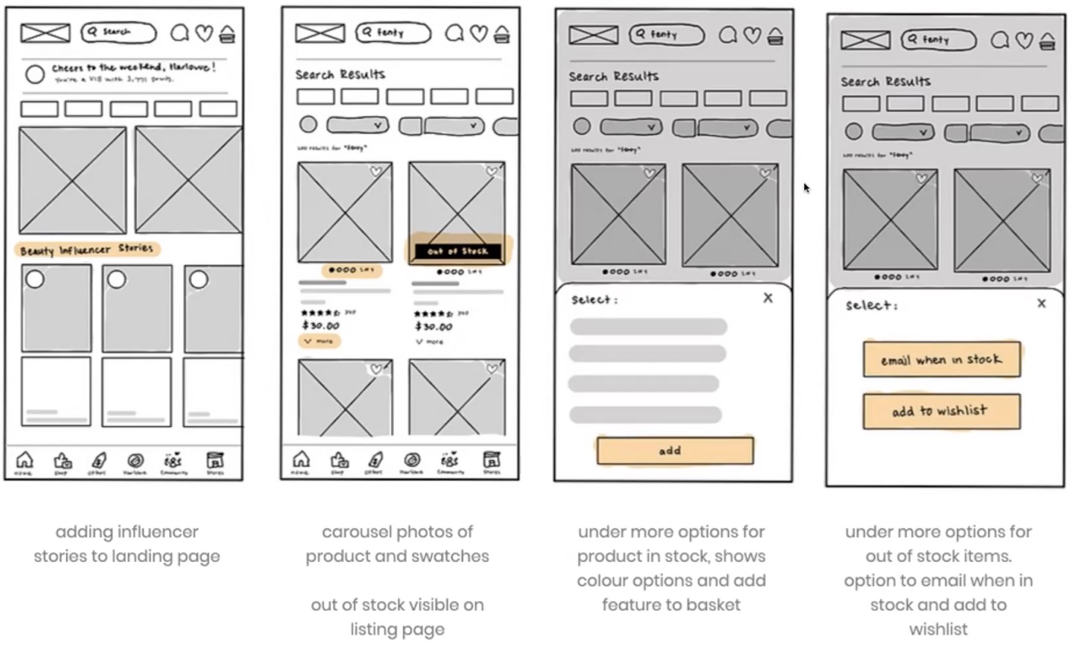 Search
Cheers to the weekend, Harlowe!
You're a VIB with 3,771 points.
Beauty Influencer Stories
HOME
Shop
offers
Community
Stores
fenty
Search Results
results for "fenty"
out of stock
$30.00
more
$30.00
more
HOME
Shop
offers
Community
Stores
fenty
Search Results
results for "fenty"
Select:
X
add
fenty
Search Results
results for "fenty"
Select:
X
email when in stock
add to wishlist
adding influencer
stories to landing page
carousel photos of
product and swatches
out of stock visible on
listing page
under more options for
product in stock, shows
colour options and add
feature to basket
under more options for
out of stock items.
option to email when in
stock and add to
wishlist